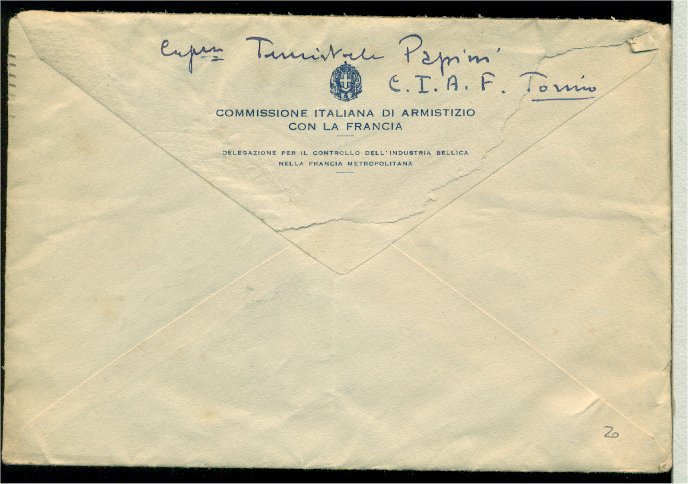 Papini
C. I. A. F. Torino
COMMISSIONE ITALIANA DI ARMISTIZIO
CON LA FRANCIA
DELEGAZIONE PER IL CONTROLLO DELL'INDUSTRIA BELLICA
NELLA FRANCIA METROPOLITANA
20